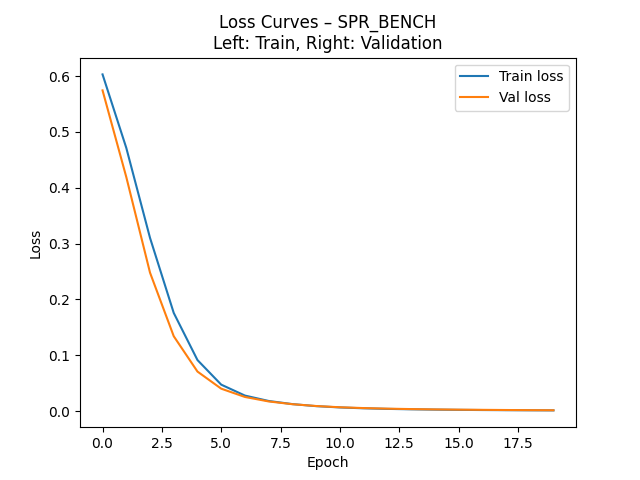 Loss Curves – SPR_BENCH
Left: Train, Right: Validation
Train loss
Val loss
0.6
0.5
0.4
0.3
0.2
0.1
0.0
Loss
0.0 2.5 5.0 7.5 10.0 12.5 15.0 17.5
Epoch